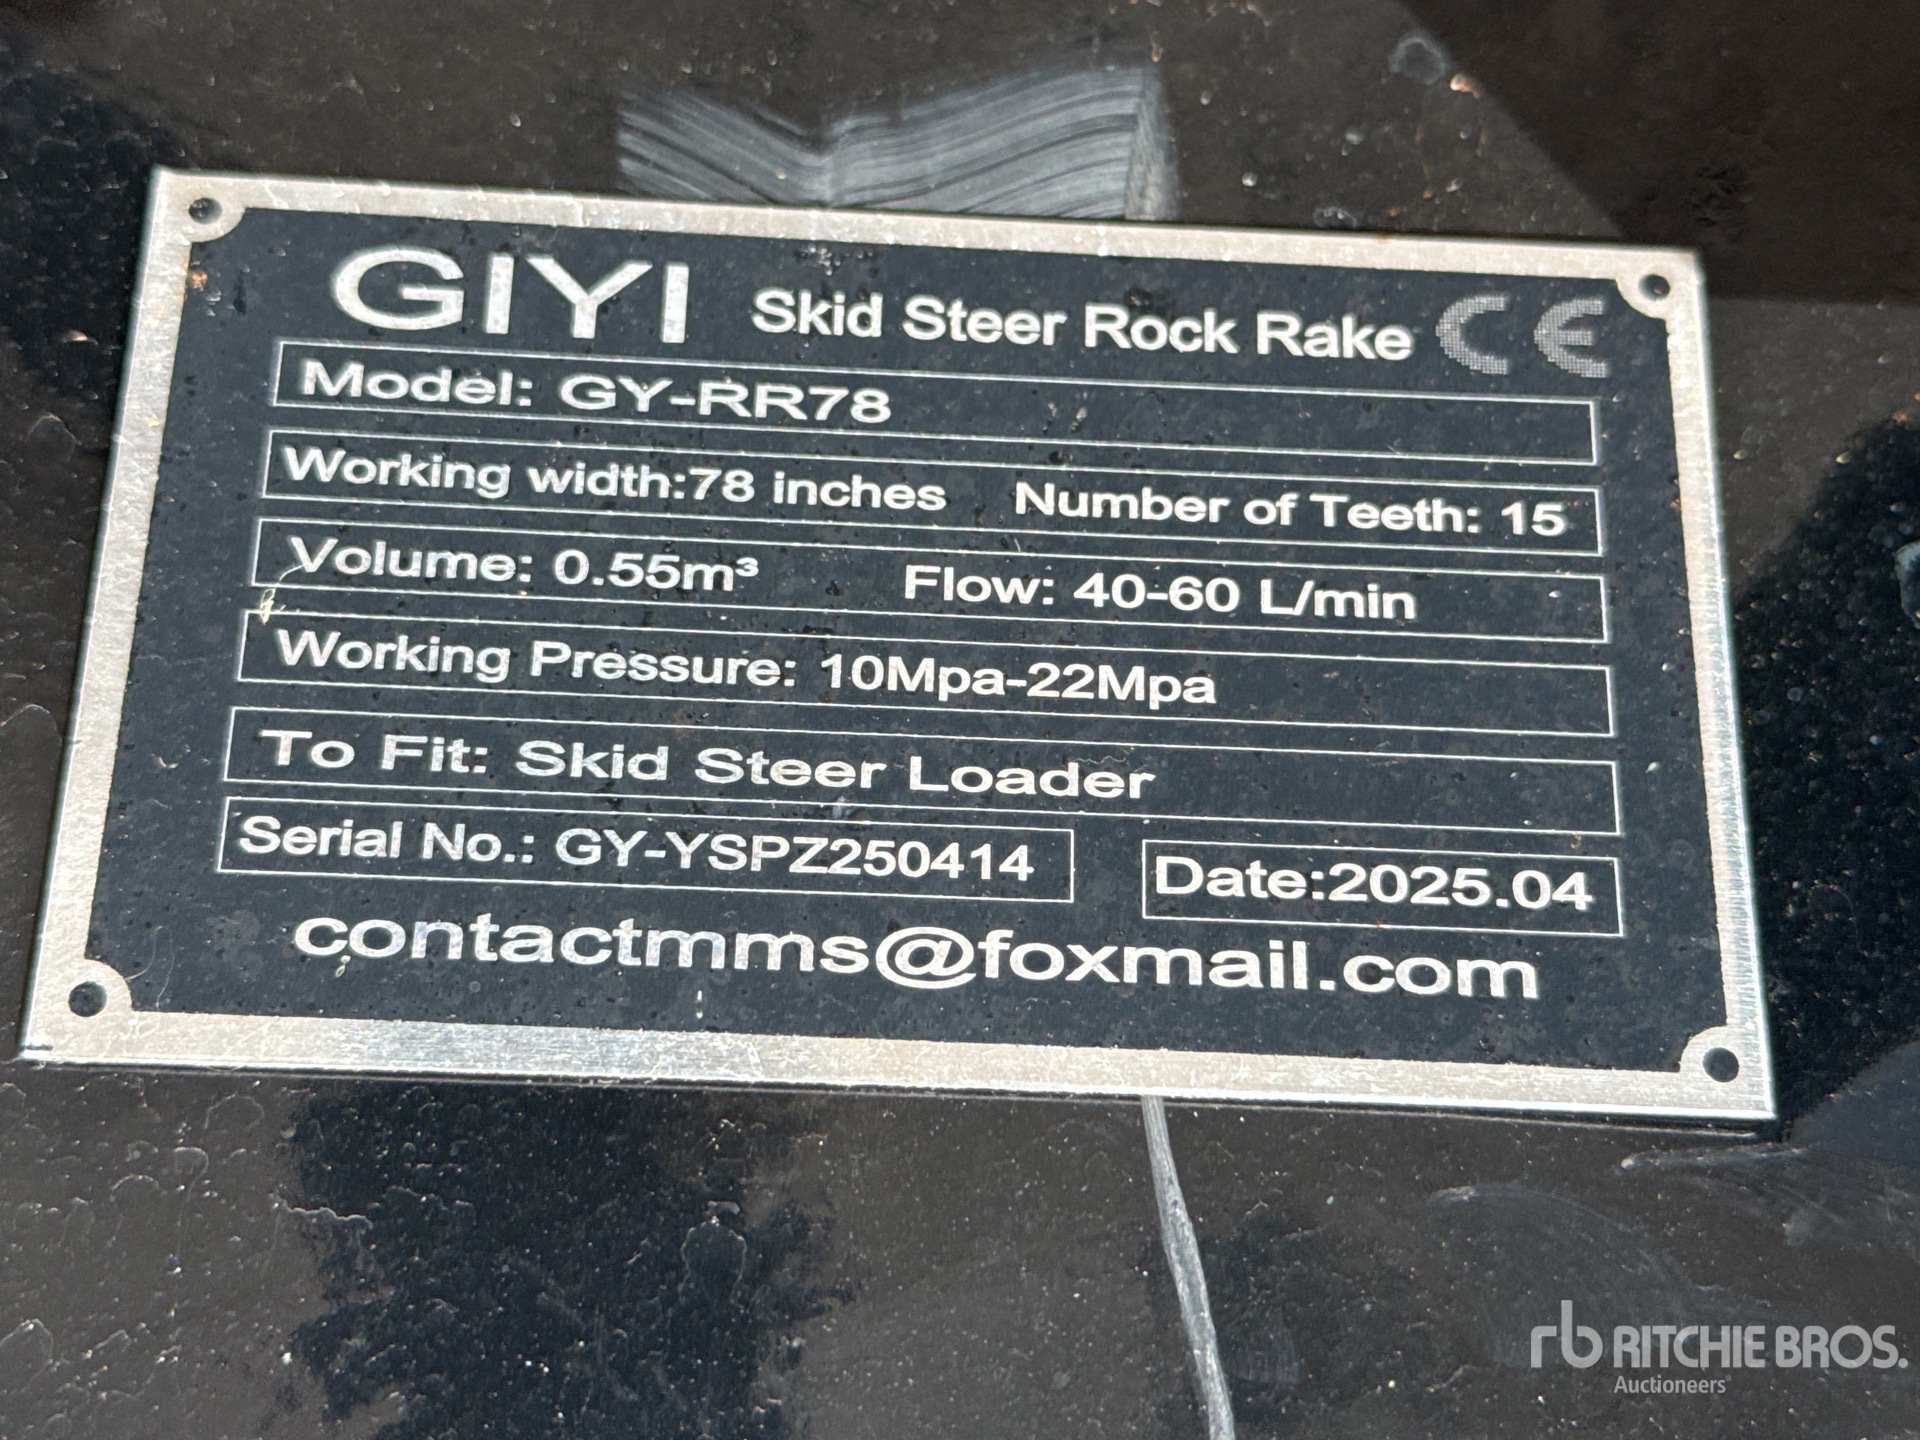 GIYI Skid Steer Rock Rake CE
Model: GY-RR78
Working width:78 inches Number of Teeth: 15
Volume: 0.55m³ Flow: 40-60 L/min
Working Pressure: 10Mpa-22Mpa
To Fit: Skid Steer Loader
Serial No.: GY-YSPZ250414 Date:2025.04
contactmms@foxmail.com
rb RITCHIE BROS.
Auctioneers